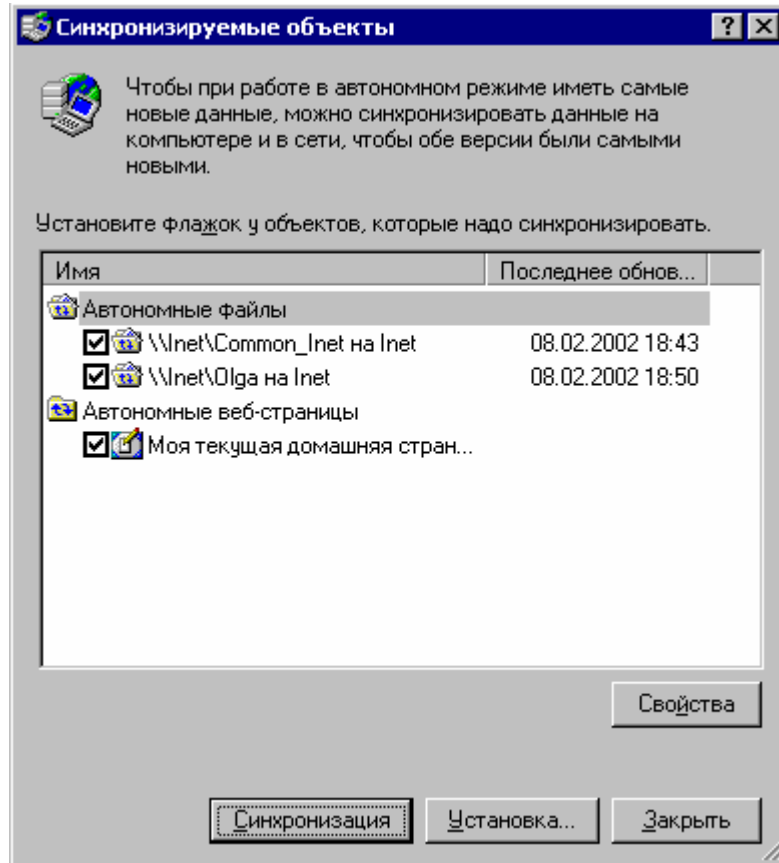 Синхронизируемые объекты
Чтобы при работе в автономном режиме иметь самые
новые данные, можно синхронизировать данные на
компьютере и в сети, чтобы обе версии были самыми
новыми.
Установите флажок у объектов, которые надо синхронизировать.
Имя Последнее обнов...
Автономные файлы
\\Inet\Common_Inet на Inet 08.02.2002 18:43
\\Inet\Olga на Inet 08.02.2002 18:50
Автономные веб-страницы
Моя текущая домашняя стран...
Свойства
Синхронизация Установка... Закрыть